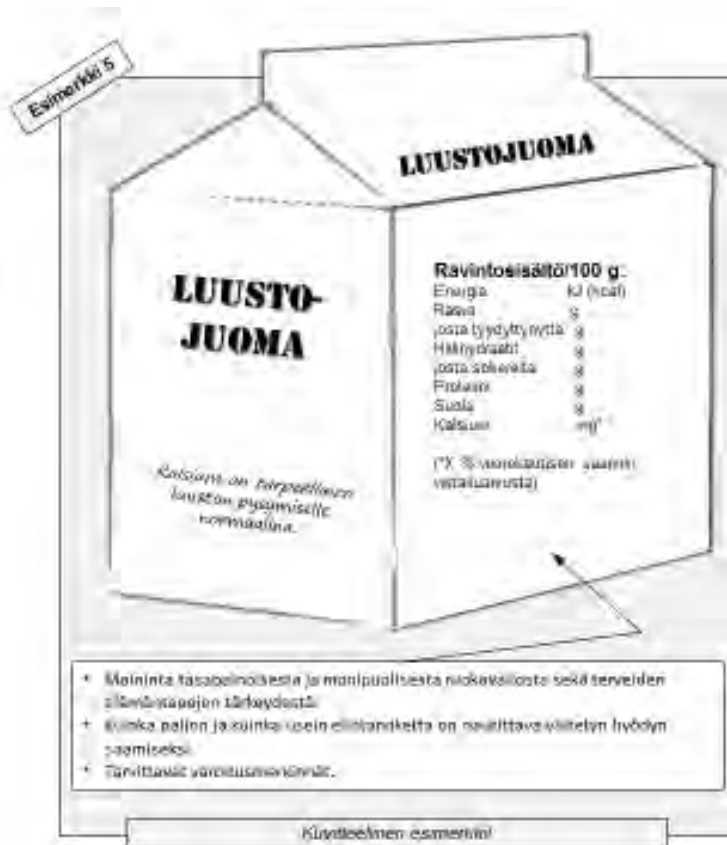 Esimerkki 5
LUUSTOJUOMA
LUUSTO-
JUOMA
Kalsium on tarpeellinen
luuston pysymiselle
normaalina.
Ravintosisältö/100 g:
Energia kJ (kcal)
Rasva g
josta tyydyttynyttä g
Hiilihydraatit g
josta sokereita g
Proteiini g
Suola g
Kalsium mg*
(*X % vuorokautisen saannin
vertailuarvosta)
• Maininta tasapainoisesta ja monipuolisesta ruokavaliosta sekä terveiden
elämäntapojen tärkeydestä.
• Kuinka paljon ja kuinka usein elintarviketta on nautittava väitetyn hyödyn
saamiseksi.
• Tarvittavat varoitusmerkinnät.
Kuvitteellinen esimerkki!